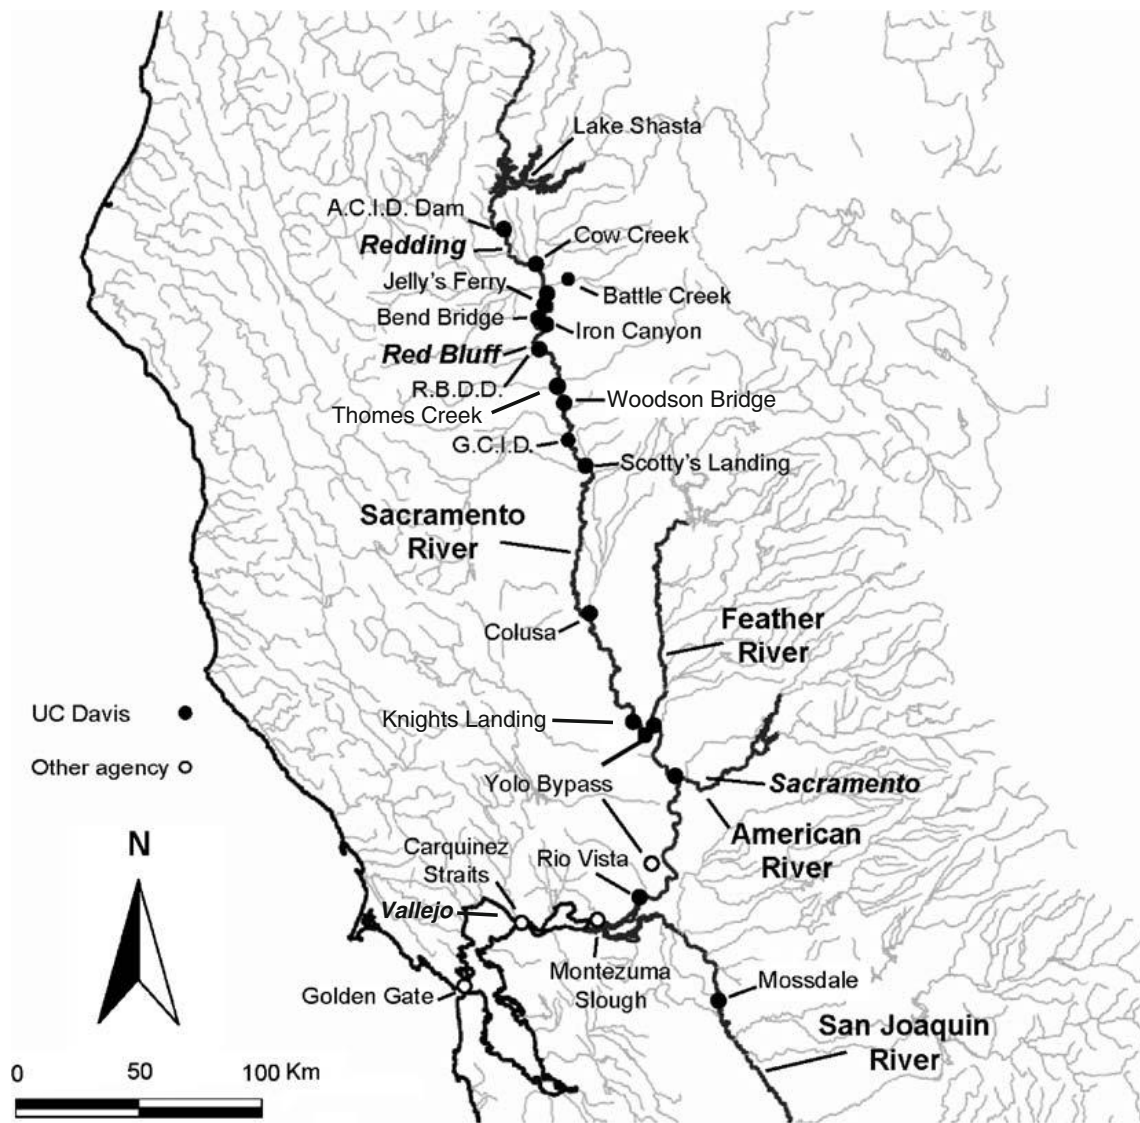 Lake Shasta
A.C.I.D. Dam
Redding
Cow Creek
Jelly's Ferry
Battle Creek
Bend Bridge
Iron Canyon
Red Bluff
R.B.D.D.
Woodson Bridge
Thomes Creek
G.C.I.D.
Scotty's Landing
Sacramento
River
Feather
River
Colusa
UC Davis
Knights Landing
Other agency
Yolo Bypass
Sacramento
American
River
N
Carquinez
Straits
Rio Vista
Vallejo
Montezuma
Slough
Mossdale
Golden Gate
San Joaquin
River
0 50 100 Km